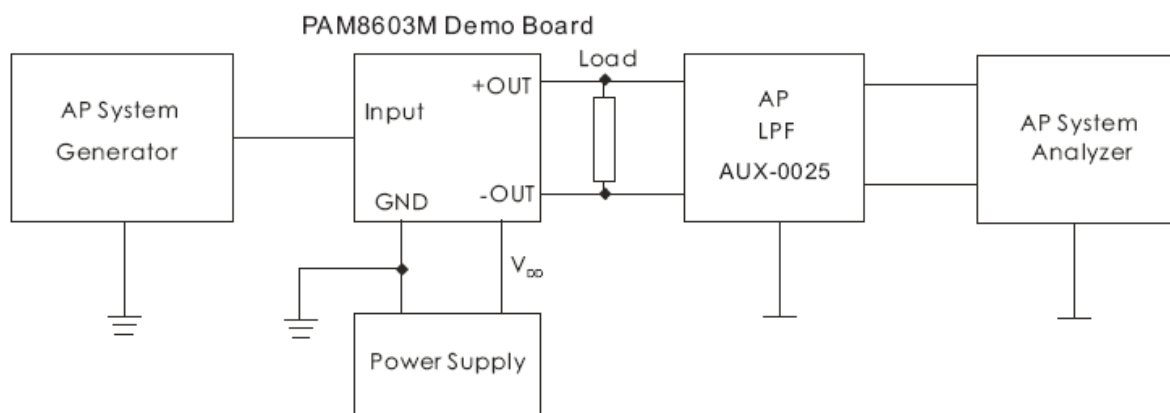 PAM8603M Demo Board
AP System
Generator
Input
+OUT
-OUT
GND
Load
AP
LPF
AUX-0025
AP System
Analyzer
VDD
Power Supply